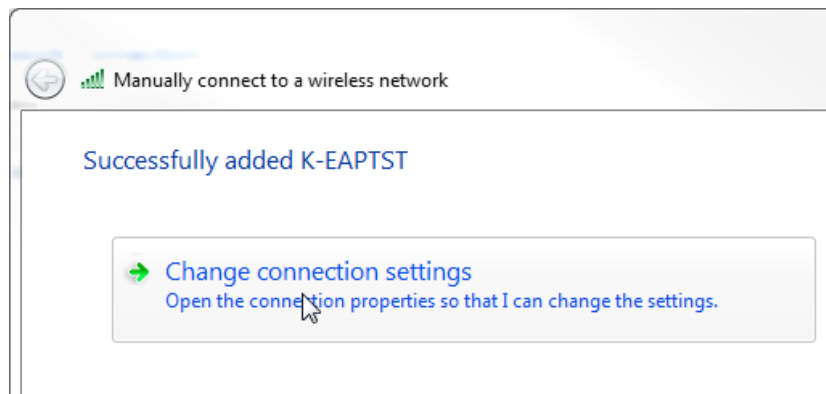 Manually connect to a wireless network
Successfully added K-EAPTST
Change connection settings
Open the connection properties so that I can change the settings.